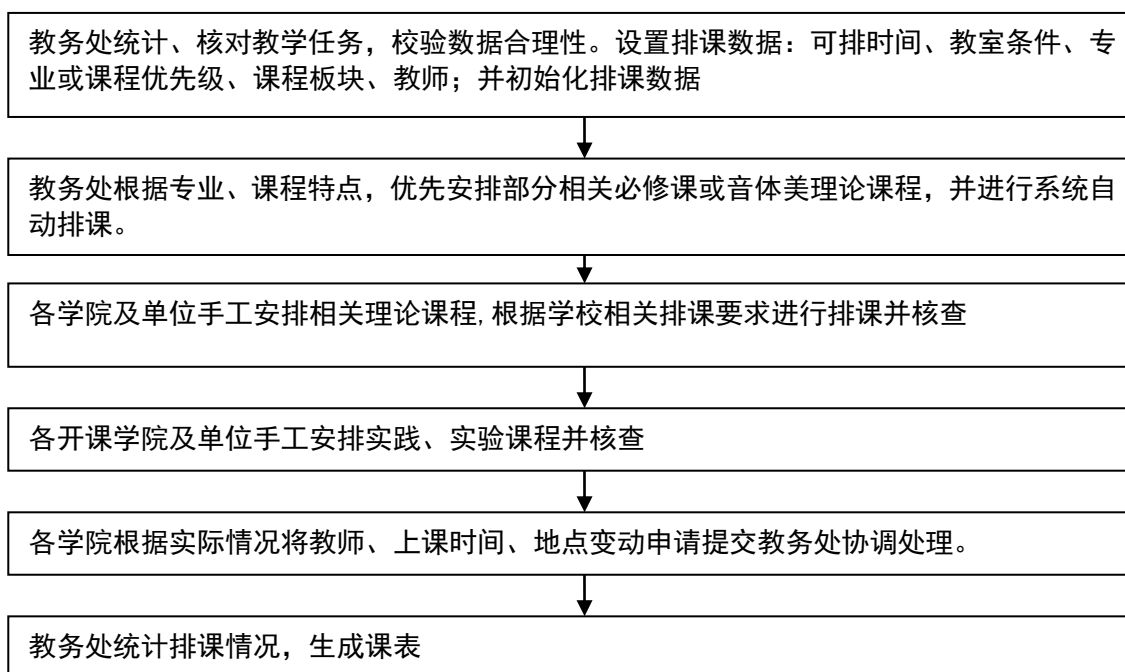 教务处统计、核对教学任务，校验数据合理性。设置排课数据：可排时间、教室条件、专
业或课程优先级、课程板块、教师；并初始化排课数据
教务处根据专业、课程特点，优先安排部分相关必修课或音体美理论课程，并进行系统自
动排课。
各学院及单位手工安排相关理论课程,根据学校相关排课要求进行排课并核查
各开课学院及单位手工安排实践、实验课程并核查
各学院根据实际情况将教师、上课时间、地点变动申请提交教务处协调处理。
教务处统计排课情况，生成课表